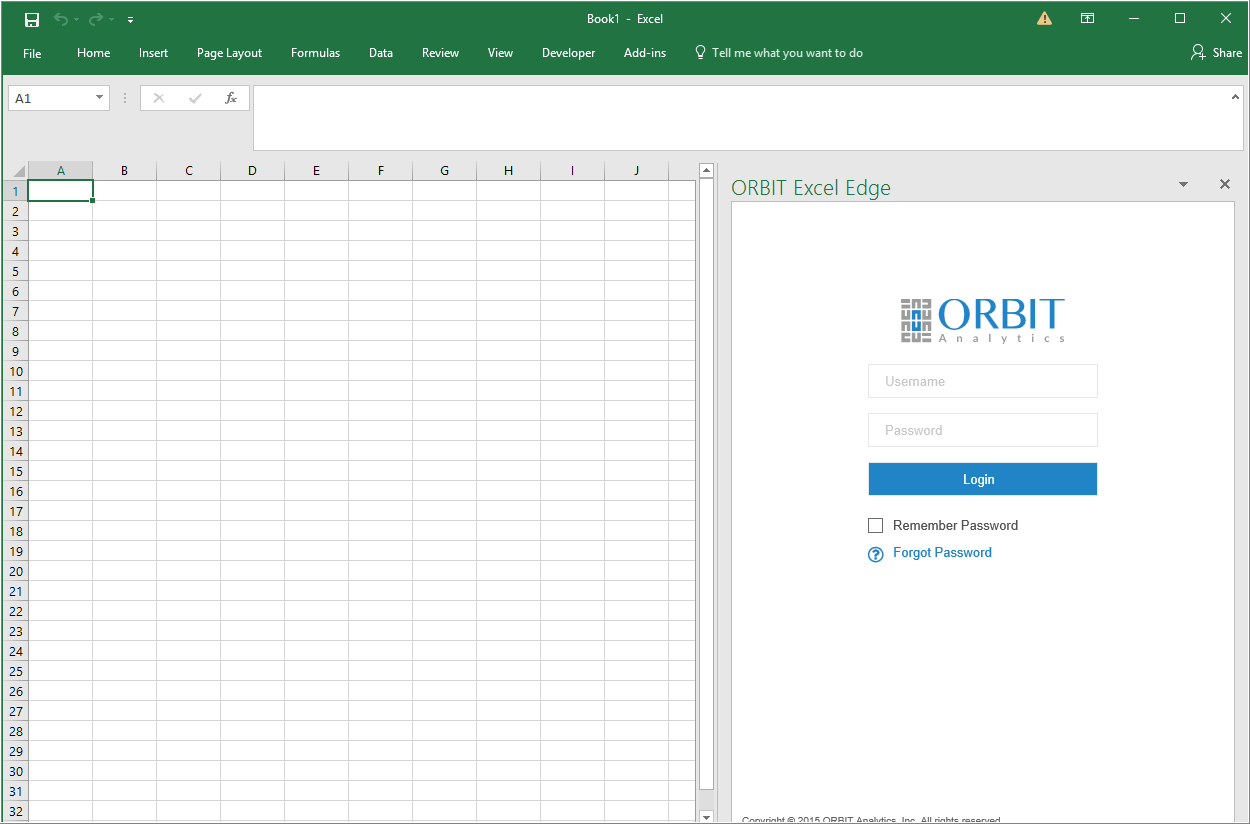 Book1 - Excel
File Home Insert Page Layout Formulas Data Review View Developer Add-ins Tell me what you want to do Share
A1 fx
A B C D E F G H I J
ORBIT Excel Edge
1
2
3
4
5
6
7
8
9
10
11
12
13
14
15
16
17
18
19
20
21
22
23
24
25
26
27
28
29
30
31
32
ORBIT
Analytics
Username
Password
Login
Remember Password
? Forgot Password
Copyright © 2015 ORBIT Analytics, Inc. All rights reserved